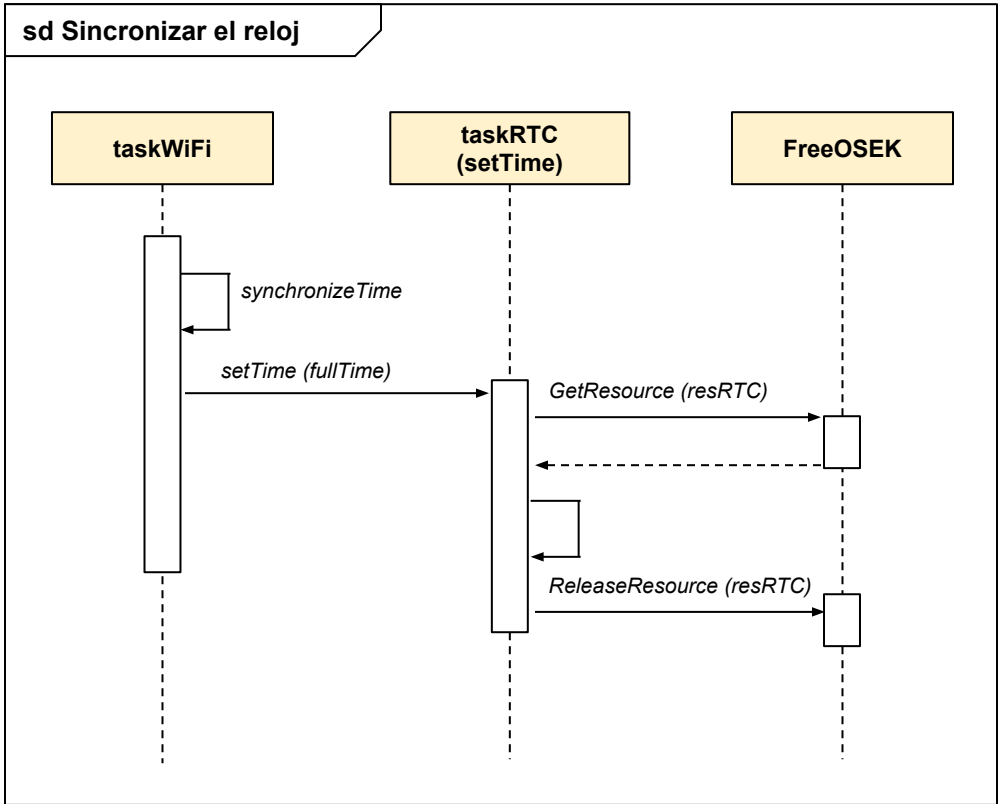 sd Sincronizar el reloj
taskWiFi
taskRTC
(setTime)
FreeOSEK
synchronizeTime
setTime (fullTime)
GetResource (resRTC)
ReleaseResource (resRTC)